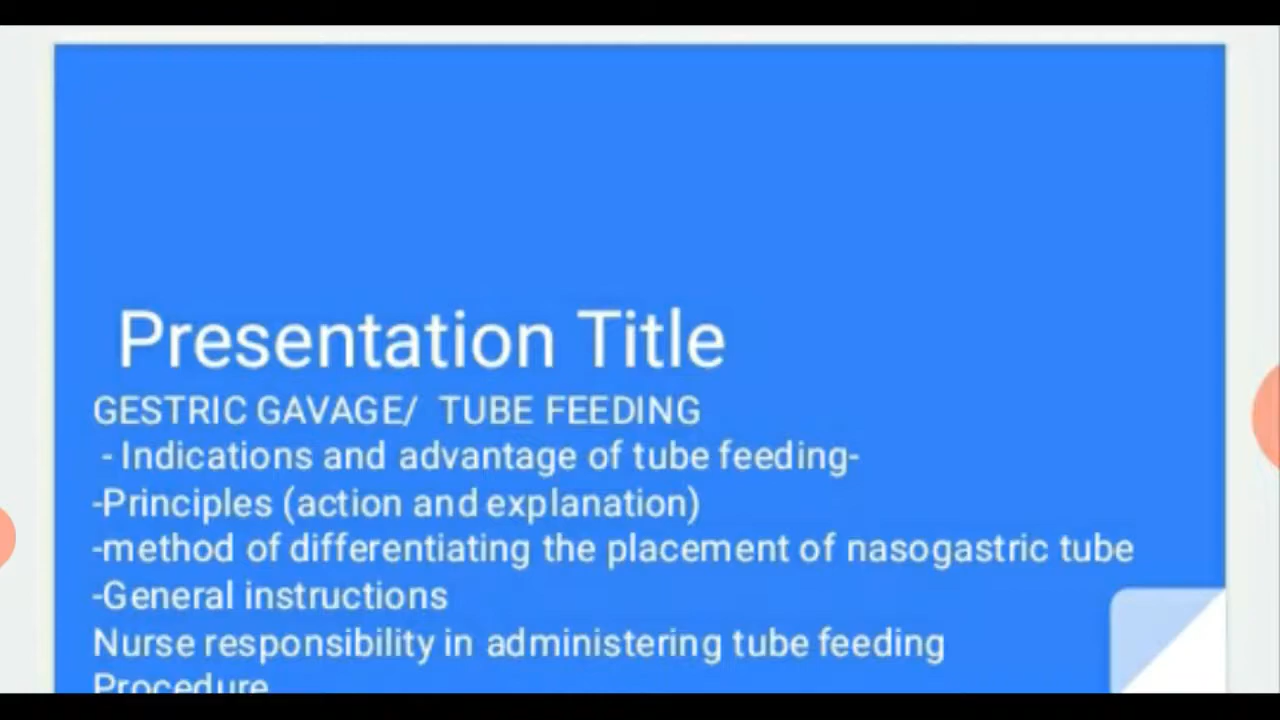 Presentation Title
GESTRIC GAVAGE/ TUBE FEEDING
- Indications and advantage of tube feeding-
-Principles (action and explanation)
-method of differentiating the placement of nasogastric tube
-General instructions
Nurse responsibility in administering tube feeding
Procedure